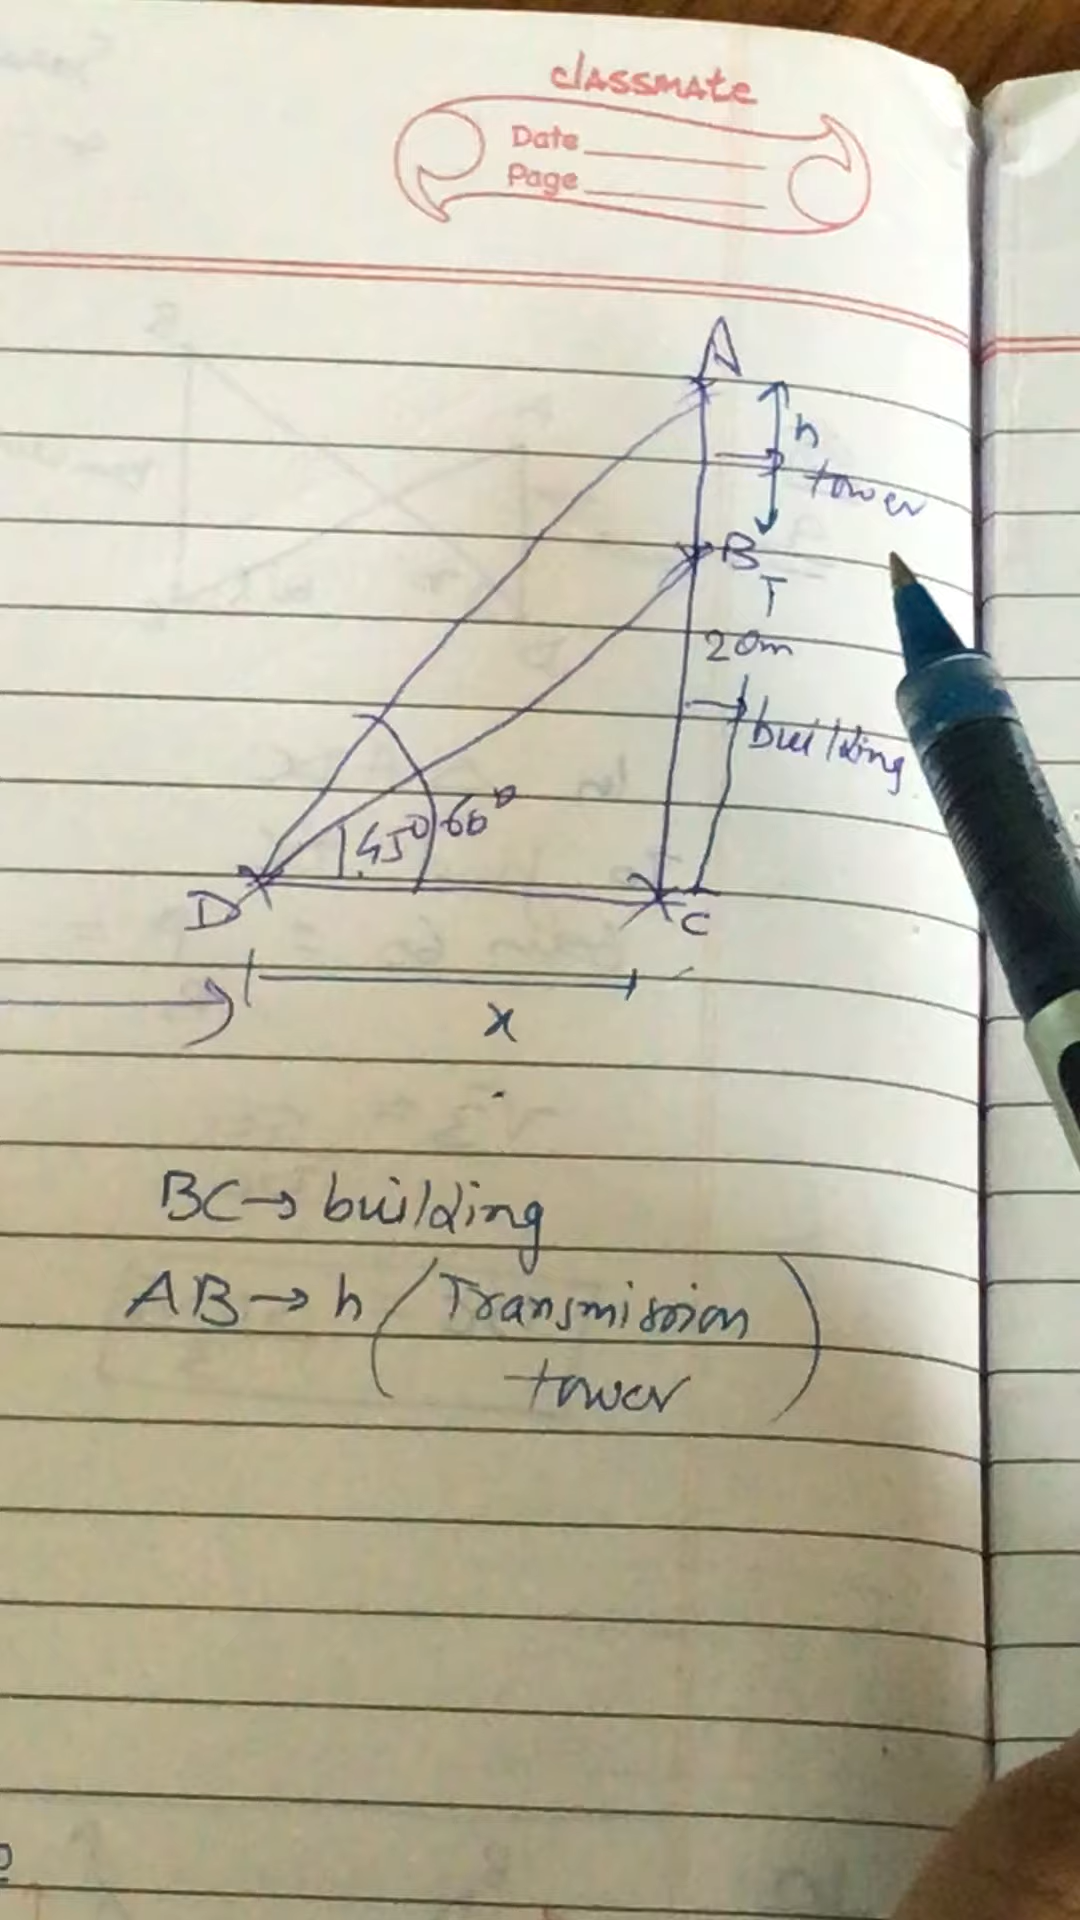 classmate
Date
Page
A
h
tower
B
T
20m
building
45° 60°
D
C
x
BC→ building
AB→ h (Transmission
tower)